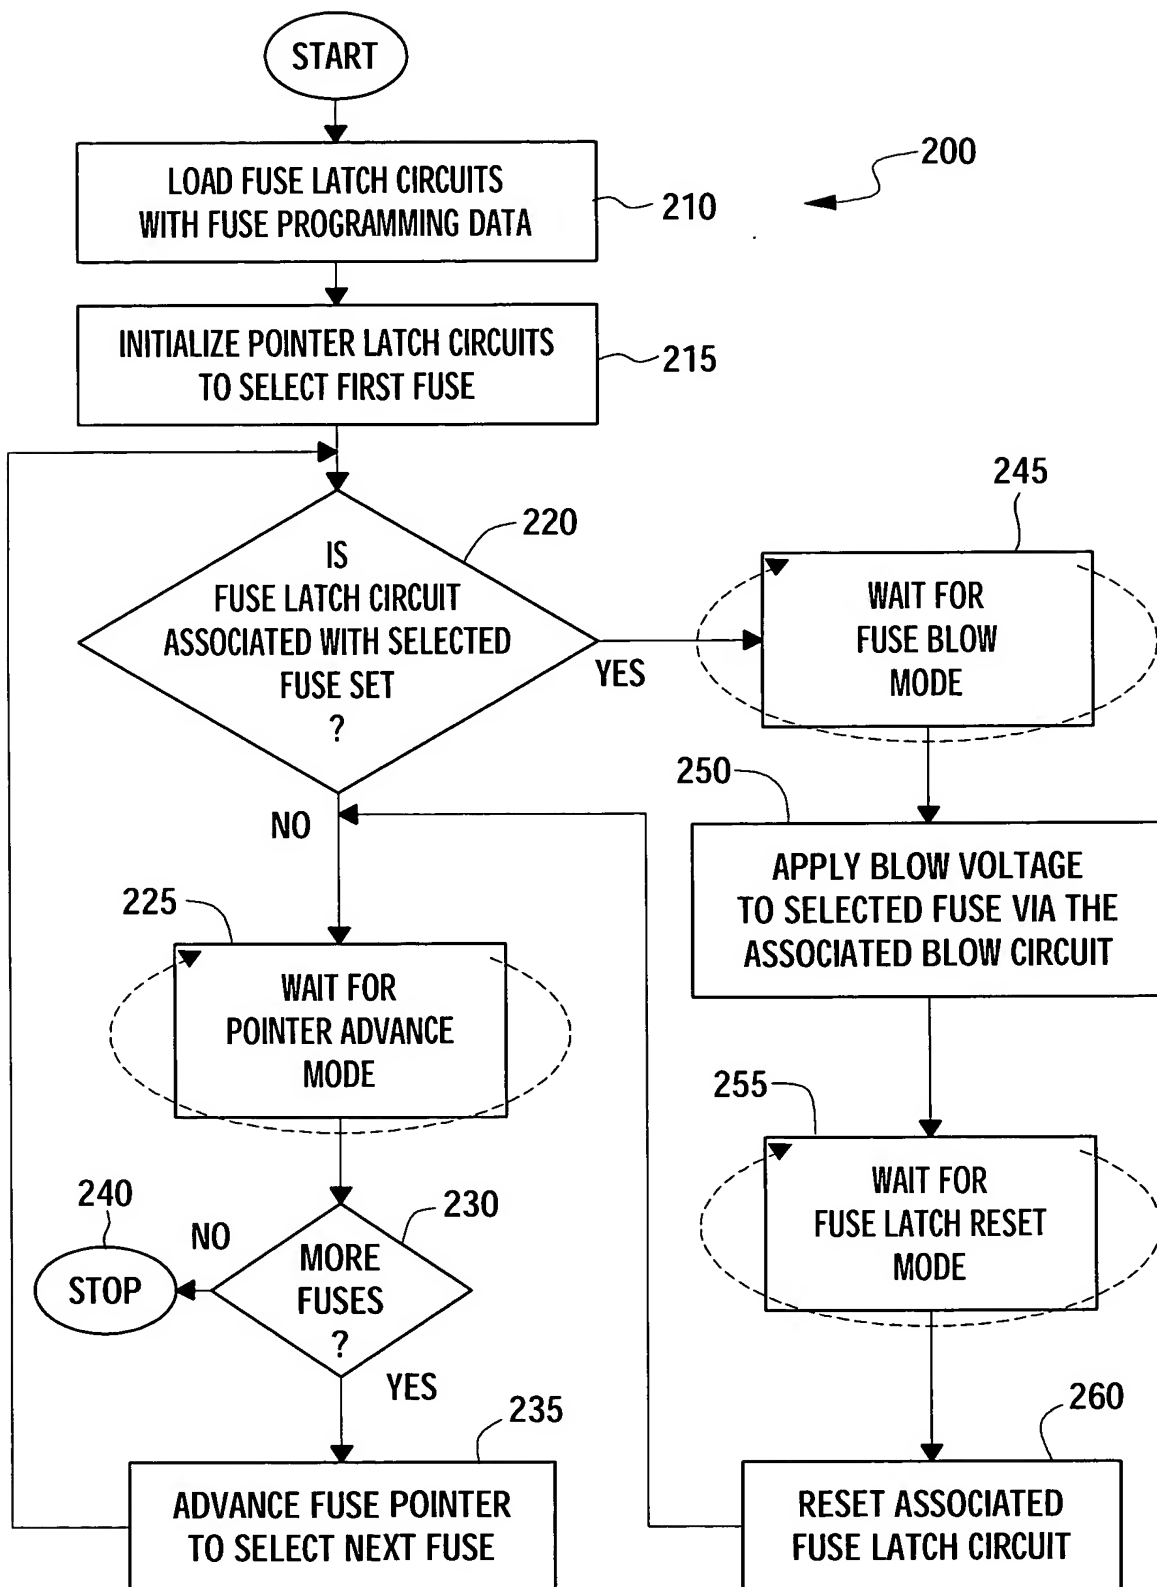 START
LOAD FUSE LATCH CIRCUITS
WITH FUSE PROGRAMMING DATA
210
200
INITIALIZE POINTER LATCH CIRCUITS
TO SELECT FIRST FUSE
215
IS
FUSE LATCH CIRCUIT
ASSOCIATED WITH SELECTED
FUSE SET
?
220
YES
NO
245
WAIT FOR
FUSE BLOW
MODE
250
APPLY BLOW VOLTAGE
TO SELECTED FUSE VIA THE
ASSOCIATED BLOW CIRCUIT
225
WAIT FOR
POINTER ADVANCE
MODE
255
WAIT FOR
FUSE LATCH RESET
MODE
240
STOP
NO
230
MORE
FUSES
?
YES
235
ADVANCE FUSE POINTER
TO SELECT NEXT FUSE
260
RESET ASSOCIATED
FUSE LATCH CIRCUIT